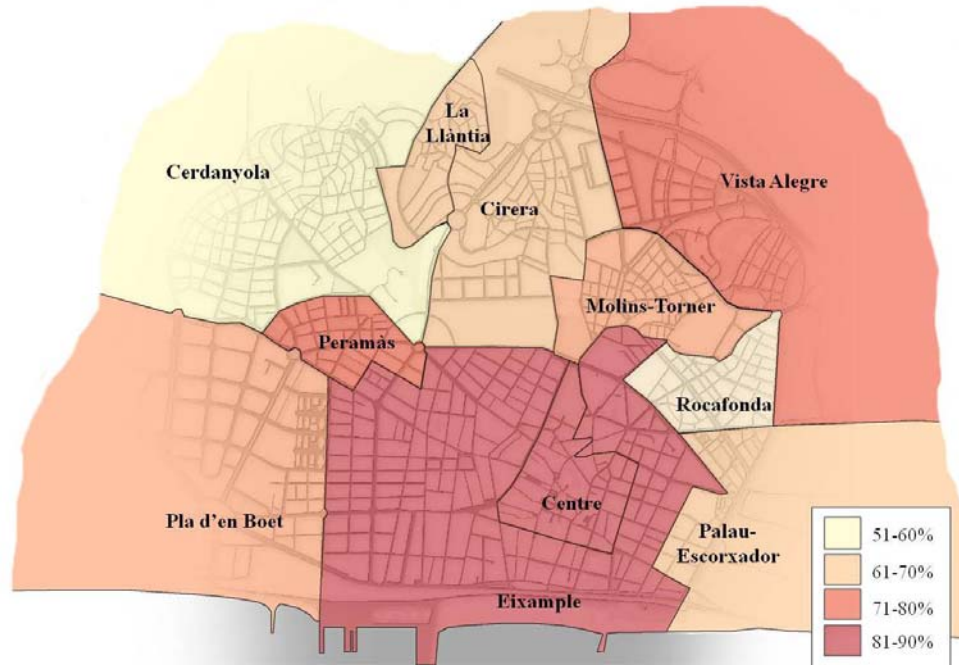 La
Llàntia
Cerdanyola
Vista Alegre
Cirera
Molins-Torner
Peramàs
Rocafonda
Centre
Pla d'en Boet
Palau-
Escorxador
Eixample
51-60%
61-70%
71-80%
81-90%